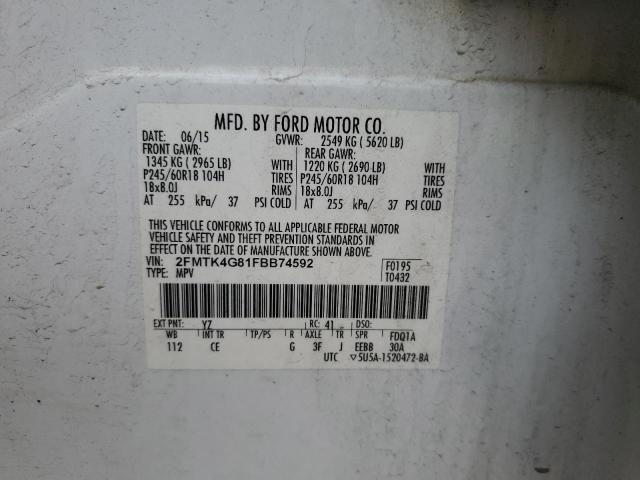 MFD. BY FORD MOTOR CO.
DATE: 06/15 GVWR: 2549 KG ( 5620 LB)
FRONT GAWR: REAR GAWR:
1345 KG ( 2965 LB) WITH 1220 KG ( 2690 LB) WITH
P245/60R18 104H TIRES P245/60R18 104H TIRES
18x8.0J RIMS 18x8.0J RIMS
AT 255 kPa/ 37 PSI COLD AT 255 kPa/ 37 PSI COLD
THIS VEHICLE CONFORMS TO ALL APPLICABLE FEDERAL MOTOR
VEHICLE SAFETY AND THEFT PREVENTION STANDARDS IN
EFFECT ON THE DATE OF MANUFACTURE SHOWN ABOVE.
VIN: 2FMTK4G81FBB74592 F0195
TYPE: MPV T0432
EXT PNT: Y7 RC: 41 DSO:
WB INT TR TP/PS R AXLE TR SPR FDQ1A
112 CE G 3F J EEBB 30A
UTC ▽5U5A-1520472-BA